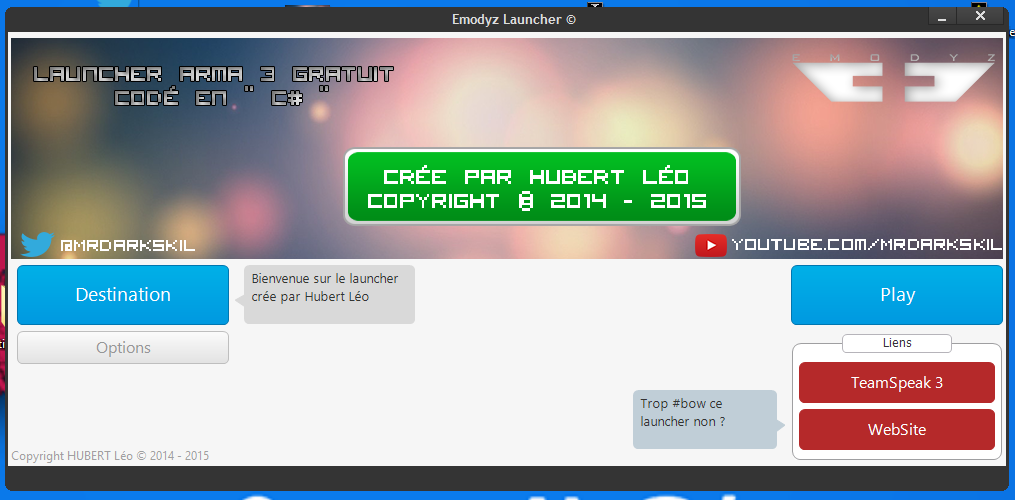 Emodyz Launcher ©
LAUNCHER ARMA 3 GRATUIT
CODÉ EN " C# "
EMODYZ
CRÉE PAR HUBERT LÉO
COPYRIGHT © 2014 - 2015
@MRDARKSKIL
YOUTUBE.COM/MRDARKSKIL
Destination
Bienvenue sur le launcher
crée par Hubert Léo
Play
Options
Liens
TeamSpeak 3
Trop #bow ce
launcher non ?
WebSite
Copyright HUBERT Léo © 2014 - 2015